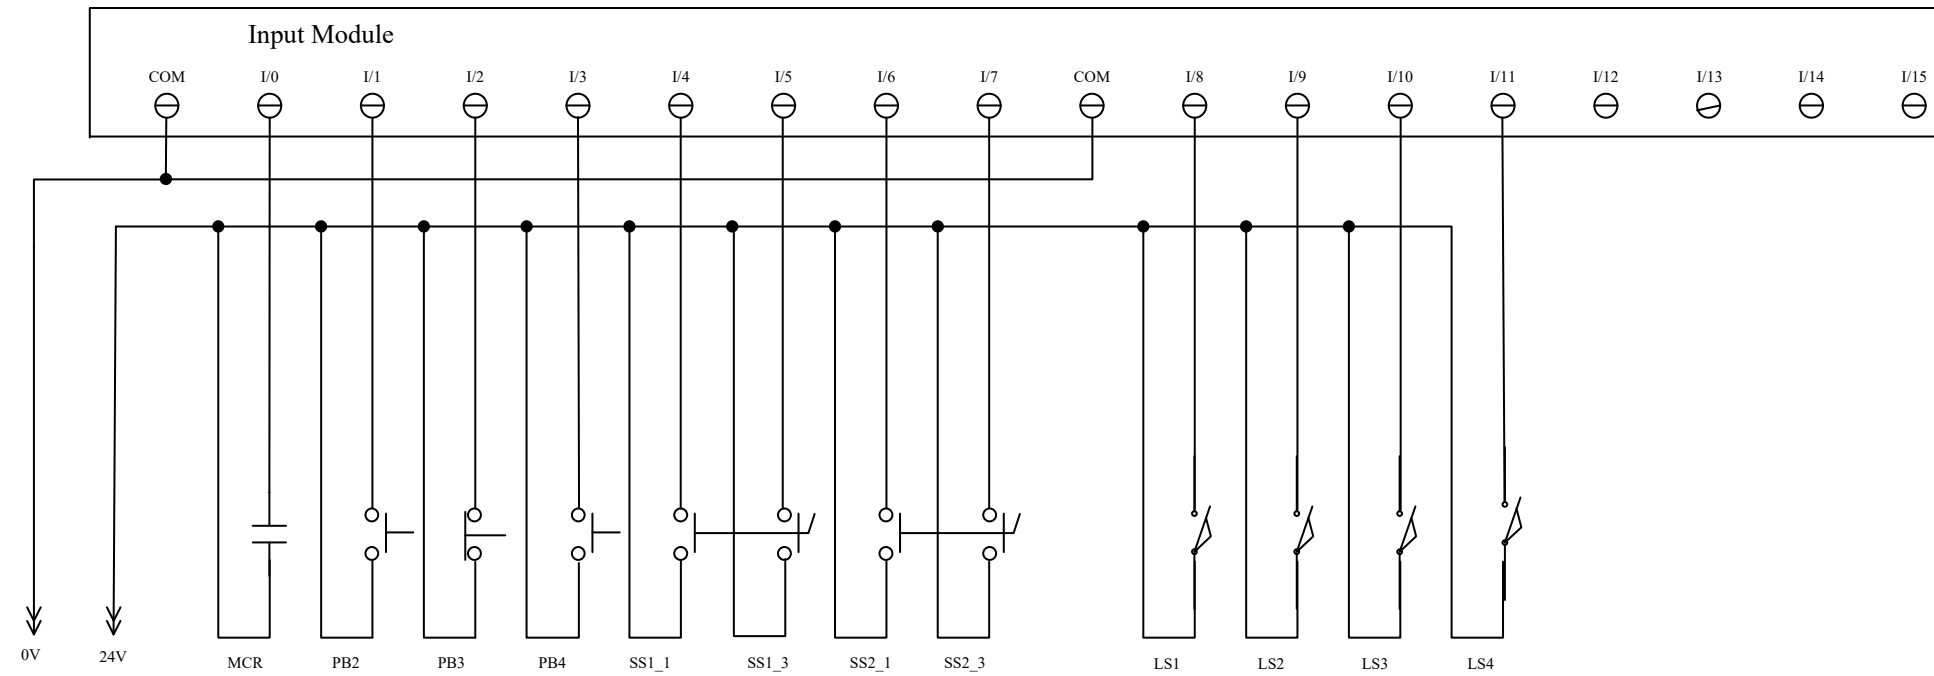 Input Module
COM I/0 I/1 I/2 I/3 I/4 I/5 I/6 I/7 COM I/8 I/9 I/10 I/11 I/12 I/13 I/14 I/15
0V 24V MCR PB2 PB3 PB4 SS1_1 SS1_3 SS2_1 SS2_3 LS1 LS2 LS3 LS4